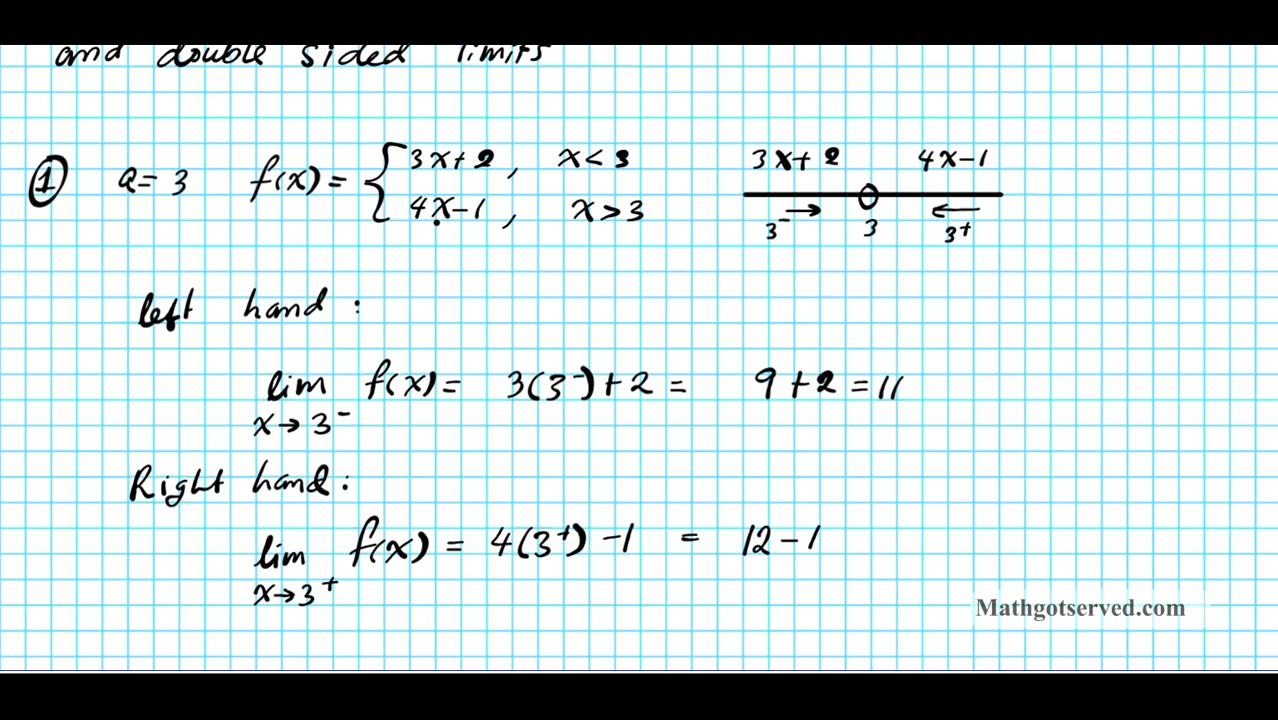 and double sided limits
① a = 3 f(x) = { 3x+2 , x < 3
4x-1 , x > 3
3x+2 4x-1
3⁻ → 3 ← 3⁺
left hand :
lim f(x) = 3(3⁻)+2 = 9+2 = 11
x→3⁻
Right hand :
lim f(x) = 4(3⁺) -1 = 12-1
x→3⁺
Mathgotserved.com